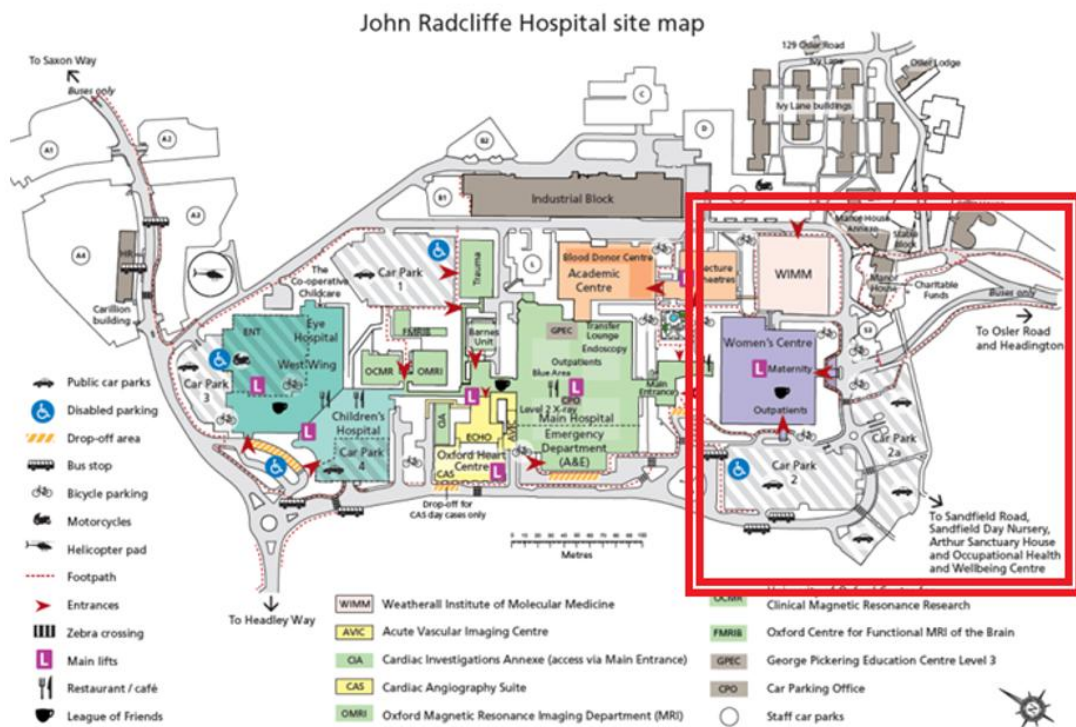 John Radcliffe Hospital site map
To Saxon Way
Buses only
129 Osler Road
Ivy Lane
Osler Lodge
Ivy Lane buildings
C
D
A1
A2
B2
B1
Industrial Block
A3
A4
HR
Carillion
building
The
Co-operative
Childcare
Car Park
1
Trauma
L
Blood Donor Centre
Academic
Centre
L
WIMM
Manor House
Annexe
Stable
Block
Manor
House
Charitable
Funds
Buses only
To Osler Road
and Headington
ENT
Eye
Hospital
West Wing
L
Car Park
3
FMRIB
Barnes
Unit
OCMR
OMRI
GPEC
Transfer
Lounge
Endoscopy
Outpatients
Blue Area
L
CPO
Level 2 X-ray
Main Hospital
Emergency
Department
(A&E)
Main
Entrance
Women's Centre
L
Maternity
Outpatients
Children's
Hospital
L
Car Park
4
CIA
L
AVIC
ECHO
Oxford Heart
Centre
CAS
L
Drop-off for
CAS day cases only
Car Park
2
Car Park
2a
To Sandfield Road,
Sandfield Day Nursery,
Arthur Sanctuary House
and Occupational Health
and Wellbeing Centre
To Headley Way
Metres
Public car parks
Disabled parking
Drop-off area
Bus stop
Bicycle parking
Motorcycles
Helicopter pad
Footpath
Entrances
Zebra crossing
L Main lifts
Restaurant / café
League of Friends
WIMM Weatherall Institute of Molecular Medicine
AVIC Acute Vascular Imaging Centre
CIA Cardiac Investigations Annexe (access via Main Entrance)
CAS Cardiac Angiography Suite
OMRI Oxford Magnetic Resonance Imaging Department (MRI)
OCMR
Clinical Magnetic Resonance Research
FMRIB Oxford Centre for Functional MRI of the Brain
GPEC George Pickering Education Centre Level 3
CPO Car Parking Office
Staff car parks